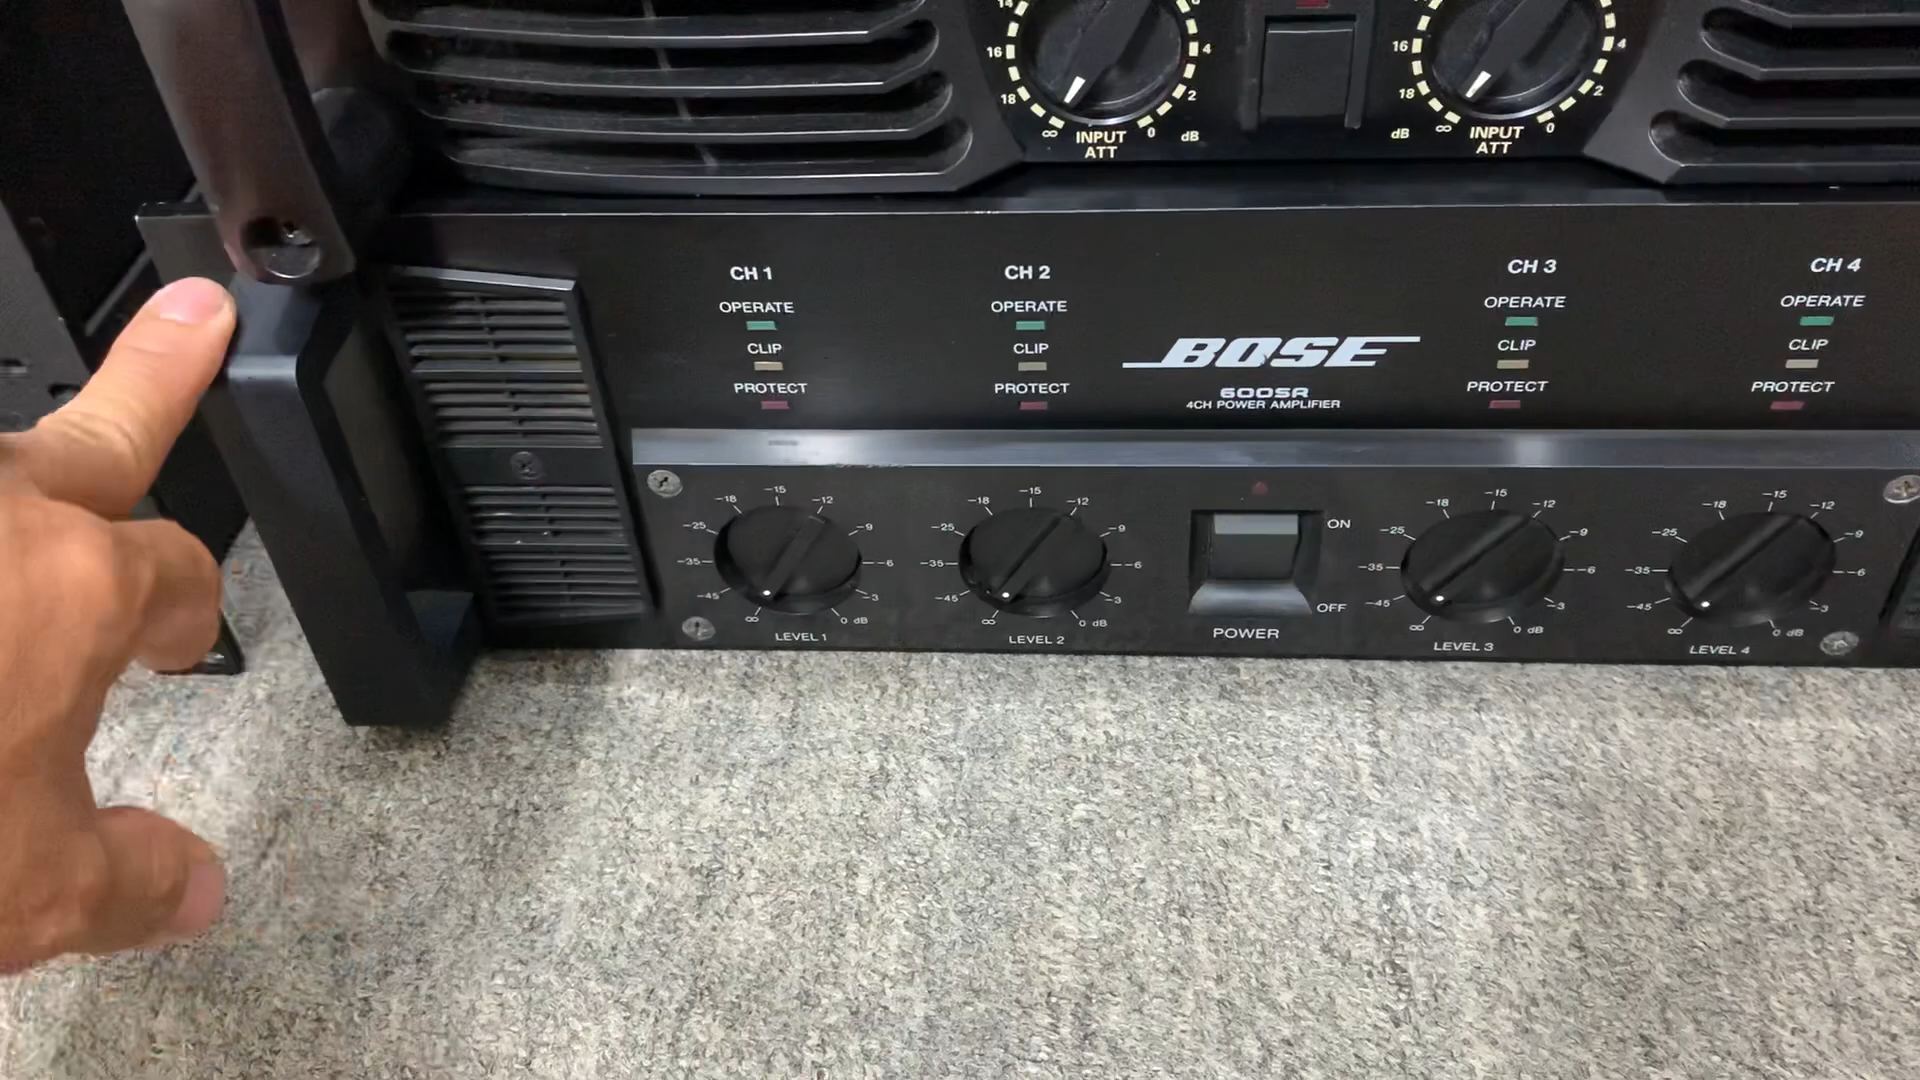 14
16
18
∞
INPUT
ATT
0
2
4
6
dB
16
18
dB
∞
INPUT
ATT
0
2
4
CH 1
OPERATE
CLIP
PROTECT
CH 2
OPERATE
CLIP
PROTECT
BOSE
600SR
4CH POWER AMPLIFIER
CH 3
OPERATE
CLIP
PROTECT
CH 4
OPERATE
CLIP
PROTECT
∞ -45 -35 -25 -18 -15 -12 -9 -6 -3 0 dB
LEVEL 1
∞ -45 -35 -25 -18 -15 -12 -9 -6 -3 0 dB
LEVEL 2
ON
OFF
POWER
∞ -45 -35 -25 -18 -15 -12 -9 -6 -3 0 dB
LEVEL 3
∞ -45 -35 -25 -18 -15 -12 -9 -6 -3 0 dB
LEVEL 4